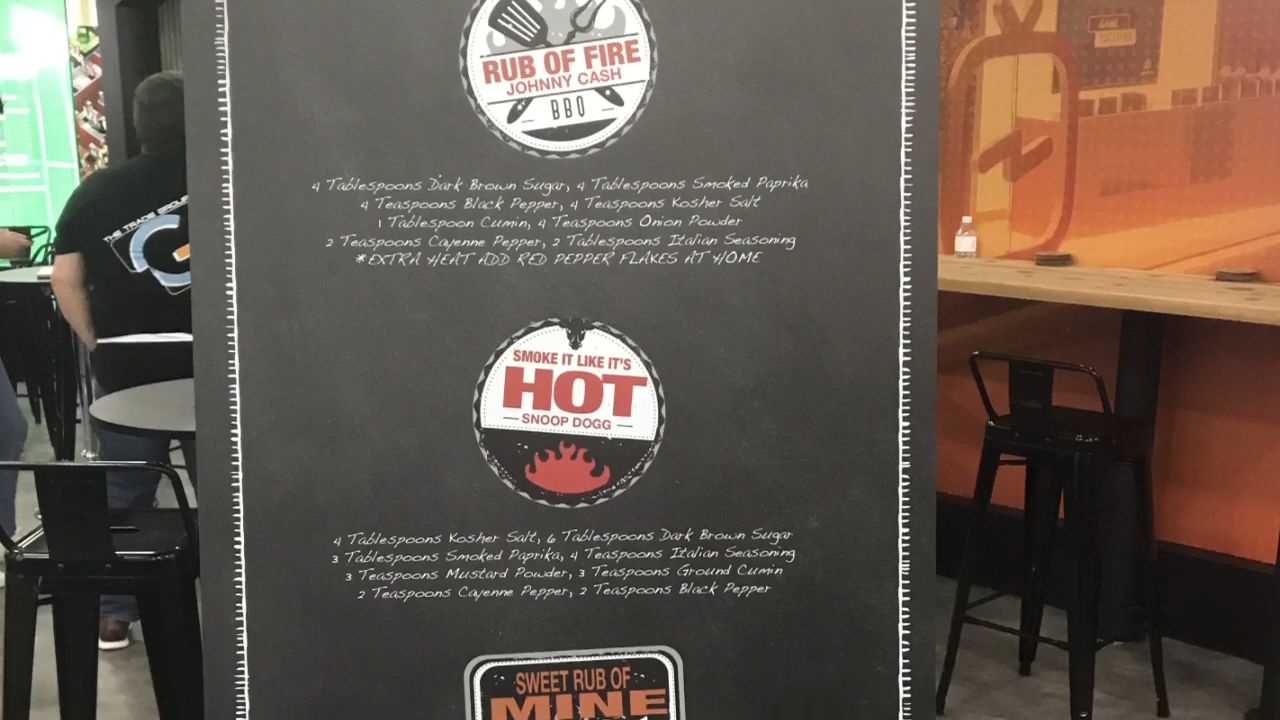 RUB OF FIRE
JOHNNY CASH
BBQ
4 Tablespoons Dark Brown Sugar, 4 Tablespoons Smoked Paprika
4 Teaspoons Black Pepper, 4 Teaspoons Kosher Salt
1 Tablespoon Cumin, 4 Teaspoons Onion Powder
2 Teaspoons Cayenne Pepper, 2 Tablespoons Italian Seasoning
*EXTRA HEAT ADD RED PEPPER FLAKES AT HOME
SMOKE IT LIKE IT'S
HOT
SNOOP DOGG
4 Tablespoons Kosher Salt, 6 Tablespoons Dark Brown Sugar
3 Tablespoons Smoked Paprika, 4 Teaspoons Italian Seasoning
3 Teaspoons Mustard Powder, 3 Teaspoons Ground Cumin
2 Teaspoons Cayenne Pepper, 2 Teaspoons Black Pepper
SWEET RUB OF
MINE
THE TRADE GROUP
GAME